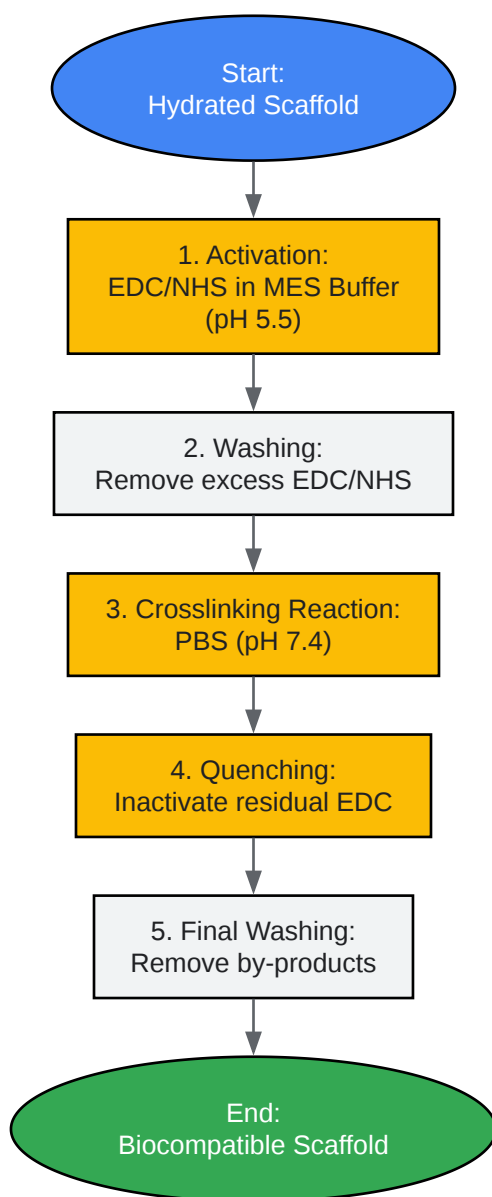 Start:
Hydrated Scaffold
1. Activation:
EDC/NHS in MES Buffer
(pH 5.5)
2. Washing:
Remove excess EDC/NHS
3. Crosslinking Reaction:
PBS (pH 7.4)
4. Quenching:
Inactivate residual EDC
5. Final Washing:
Remove by-products
End:
Biocompatible Scaffold